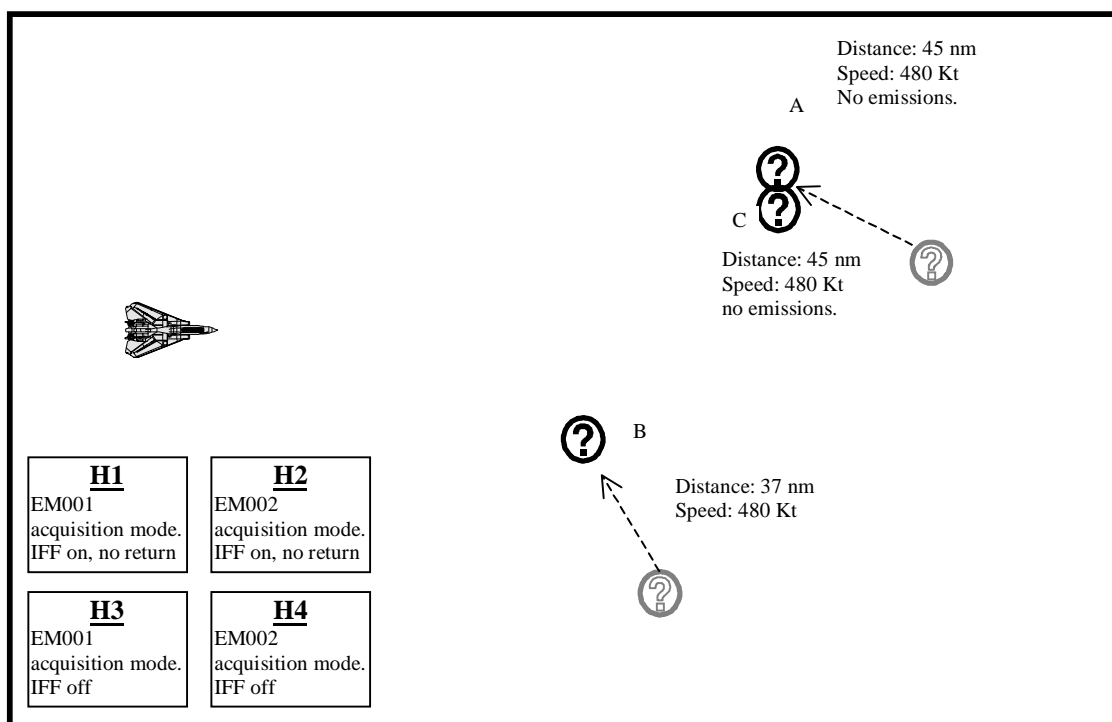 Distance: 45 nm
Speed: 480 Kt
No emissions.
A
?
?
C
?
Distance: 45 nm
Speed: 480 Kt
no emissions.
?
B
Distance: 37 nm
Speed: 480 Kt
?
H1
EM001
acquisition mode.
IFF on, no return
H2
EM002
acquisition mode.
IFF on, no return
H3
EM001
acquisition mode.
IFF off
H4
EM002
acquisition mode.
IFF off